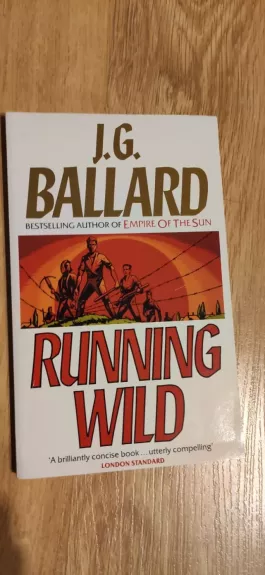 J.G.
BALLARD
BESTSELLING AUTHOR OF EMPIRE OF THE SUN
RUNNING
WILD
'A brilliantly concise book ... utterly compelling'
LONDON STANDARD